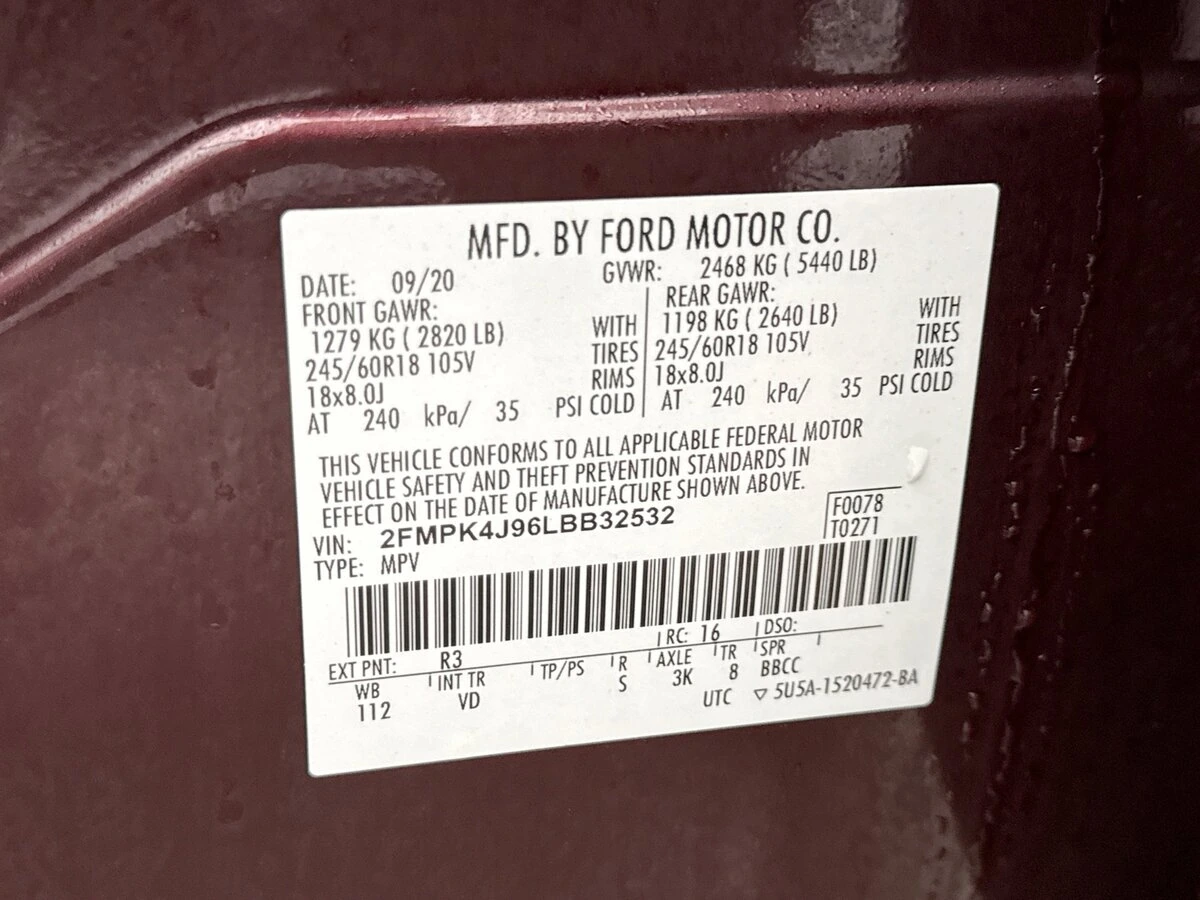 MFD. BY FORD MOTOR CO.
DATE: 09/20 GVWR: 2468 KG ( 5440 LB)
FRONT GAWR: REAR GAWR:
1279 KG ( 2820 LB) WITH 1198 KG ( 2640 LB) WITH
245/60R18 105V TIRES 245/60R18 105V TIRES
18x8.0J RIMS 18x8.0J RIMS
AT 240 kPa/ 35 PSI COLD AT 240 kPa/ 35 PSI COLD
THIS VEHICLE CONFORMS TO ALL APPLICABLE FEDERAL MOTOR
VEHICLE SAFETY AND THEFT PREVENTION STANDARDS IN
EFFECT ON THE DATE OF MANUFACTURE SHOWN ABOVE.
VIN: 2FMPK4J96LBB32532 F0078
TYPE: MPV T0271
EXT PNT: R3 RC: 16 DSO:
WB INT TR TP/PS R AXLE TR SPR
112 VD S 3K 8 BBCC
UTC ▽ 5U5A-1520472-BA